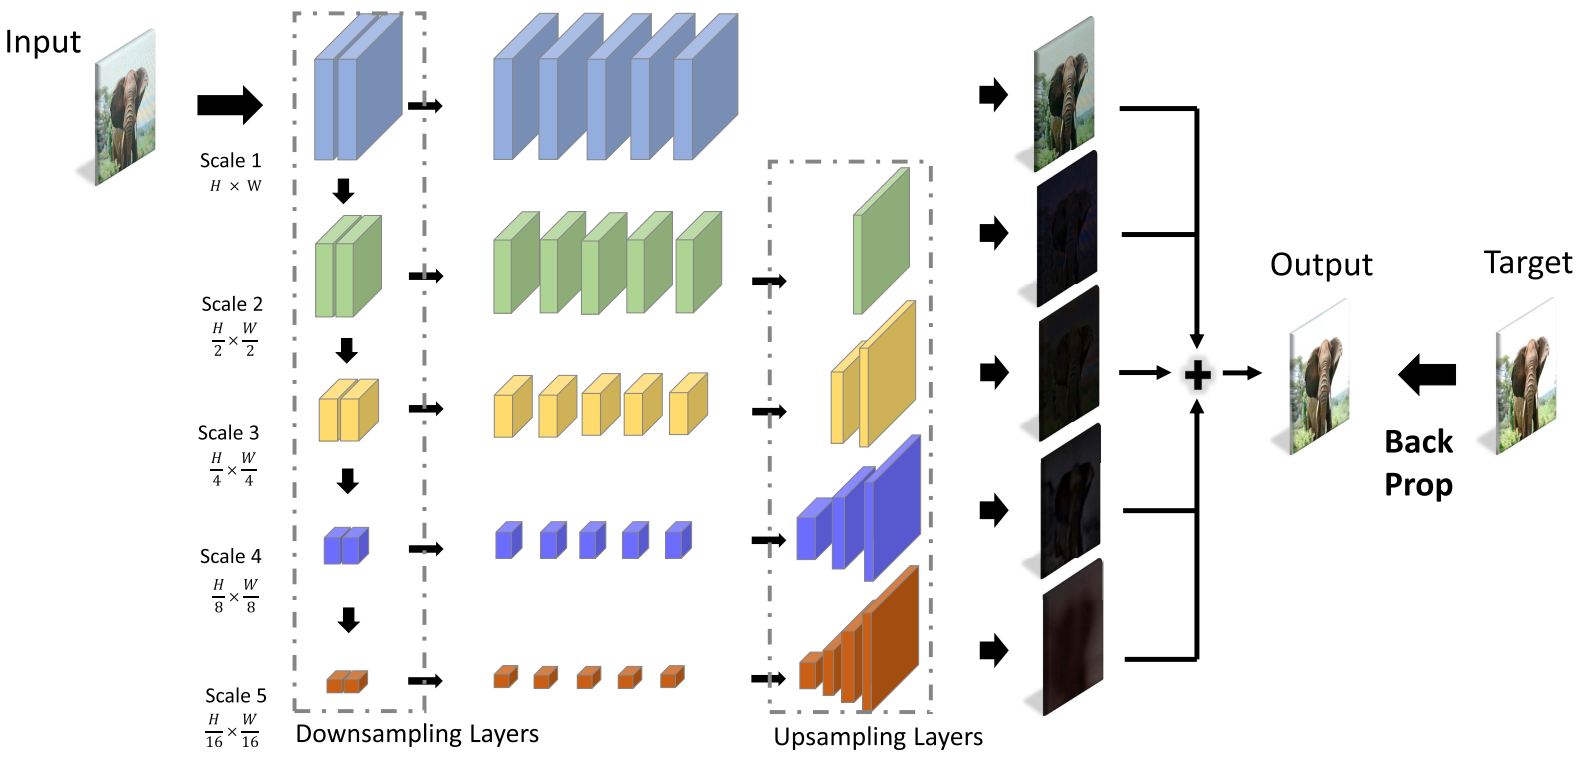 Input
Scale 1
H × W
Scale 2
H/2 × W/2
Scale 3
H/4 × W/4
Scale 4
H/8 × W/8
Scale 5
H/16 × W/16
Downsampling Layers
Upsampling Layers
Output
Target
Back
Prop